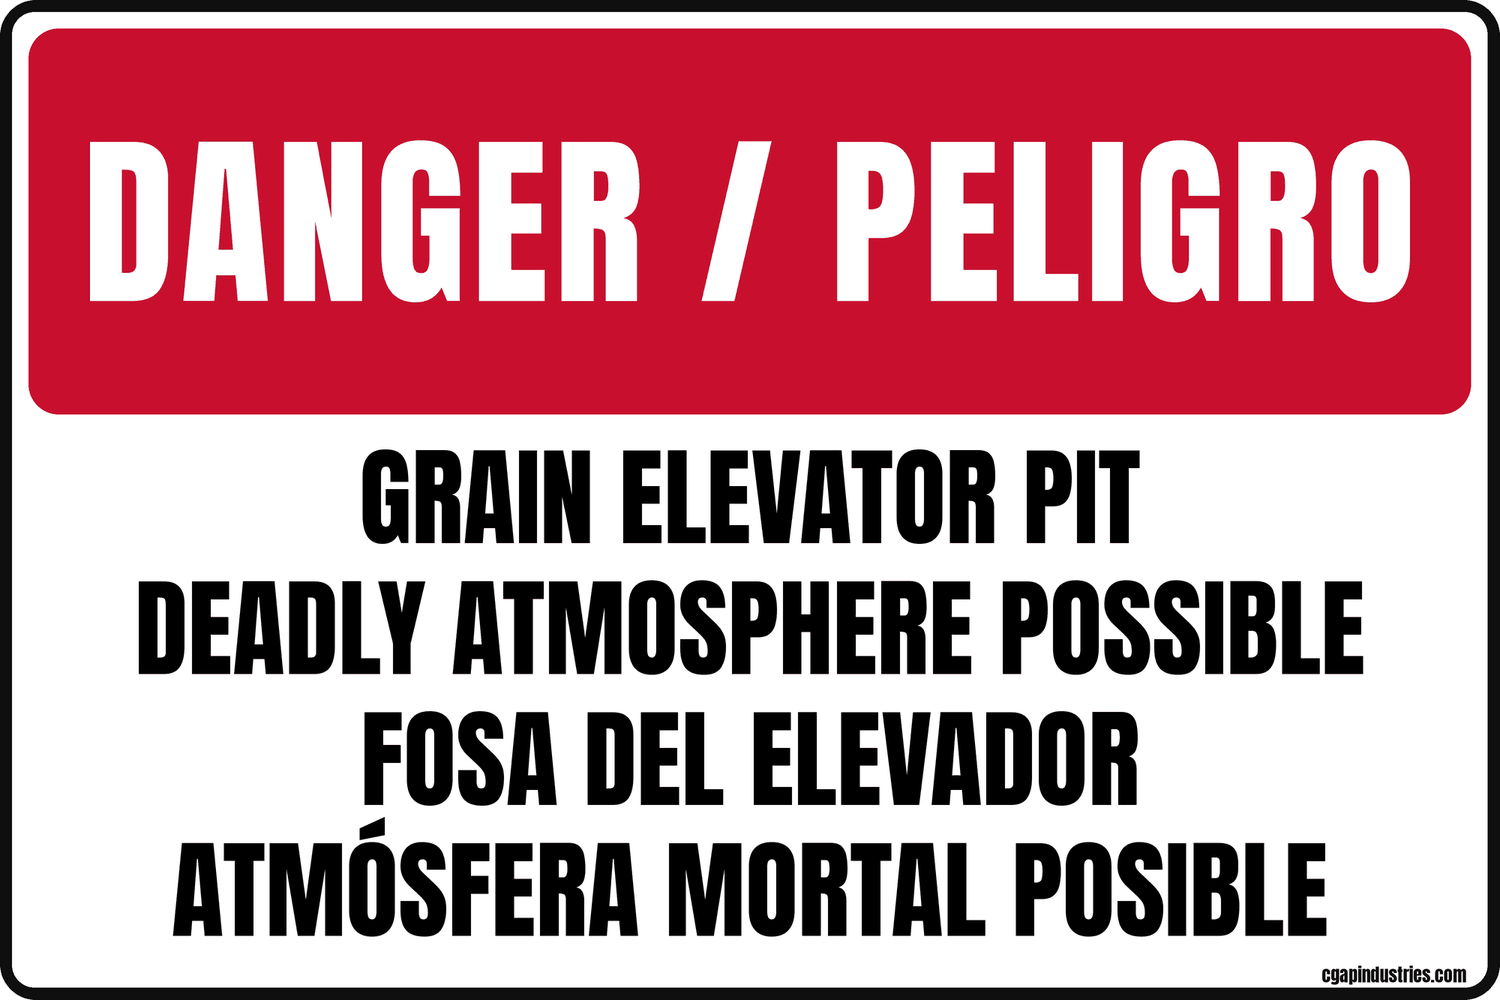 DANGER / PELIGRO
GRAIN ELEVATOR PIT
DEADLY ATMOSPHERE POSSIBLE
FOSA DEL ELEVADOR
ATMÓSFERA MORTAL POSIBLE
cgapindustries.com